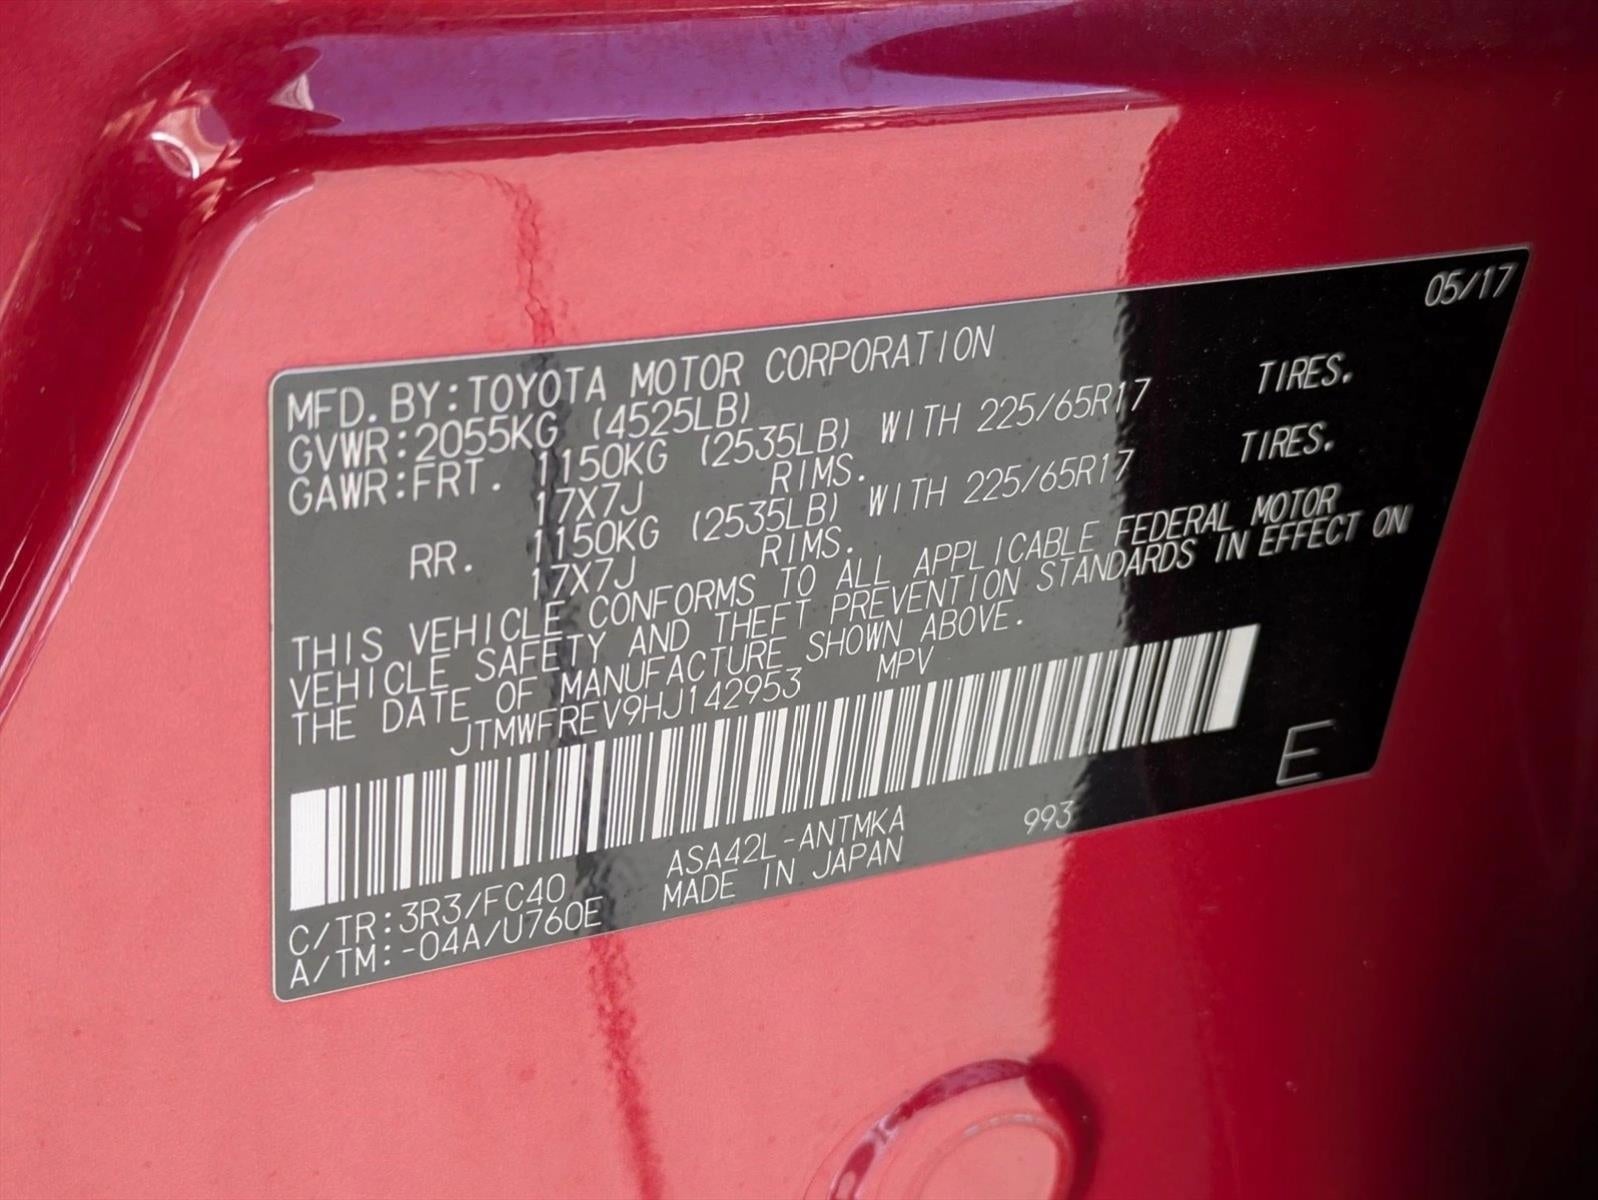 05/17
MFD.BY:TOYOTA MOTOR CORPORATION
GVWR:2055KG (4525LB)
GAWR:FRT. 1150KG (2535LB) WITH 225/65R17 TIRES.
17X7J RIMS.
RR. 1150KG (2535LB) WITH 225/65R17 TIRES.
17X7J RIMS.
THIS VEHICLE CONFORMS TO ALL APPLICABLE FEDERAL MOTOR
VEHICLE SAFETY AND THEFT PREVENTION STANDARDS IN EFFECT ON
THE DATE OF MANUFACTURE SHOWN ABOVE.
JTMWFREV9HJ142953 MPV
E
C/TR:3R3/FC40 ASA42L-ANTMKA 993
A/TM:-04A/U760E MADE IN JAPAN